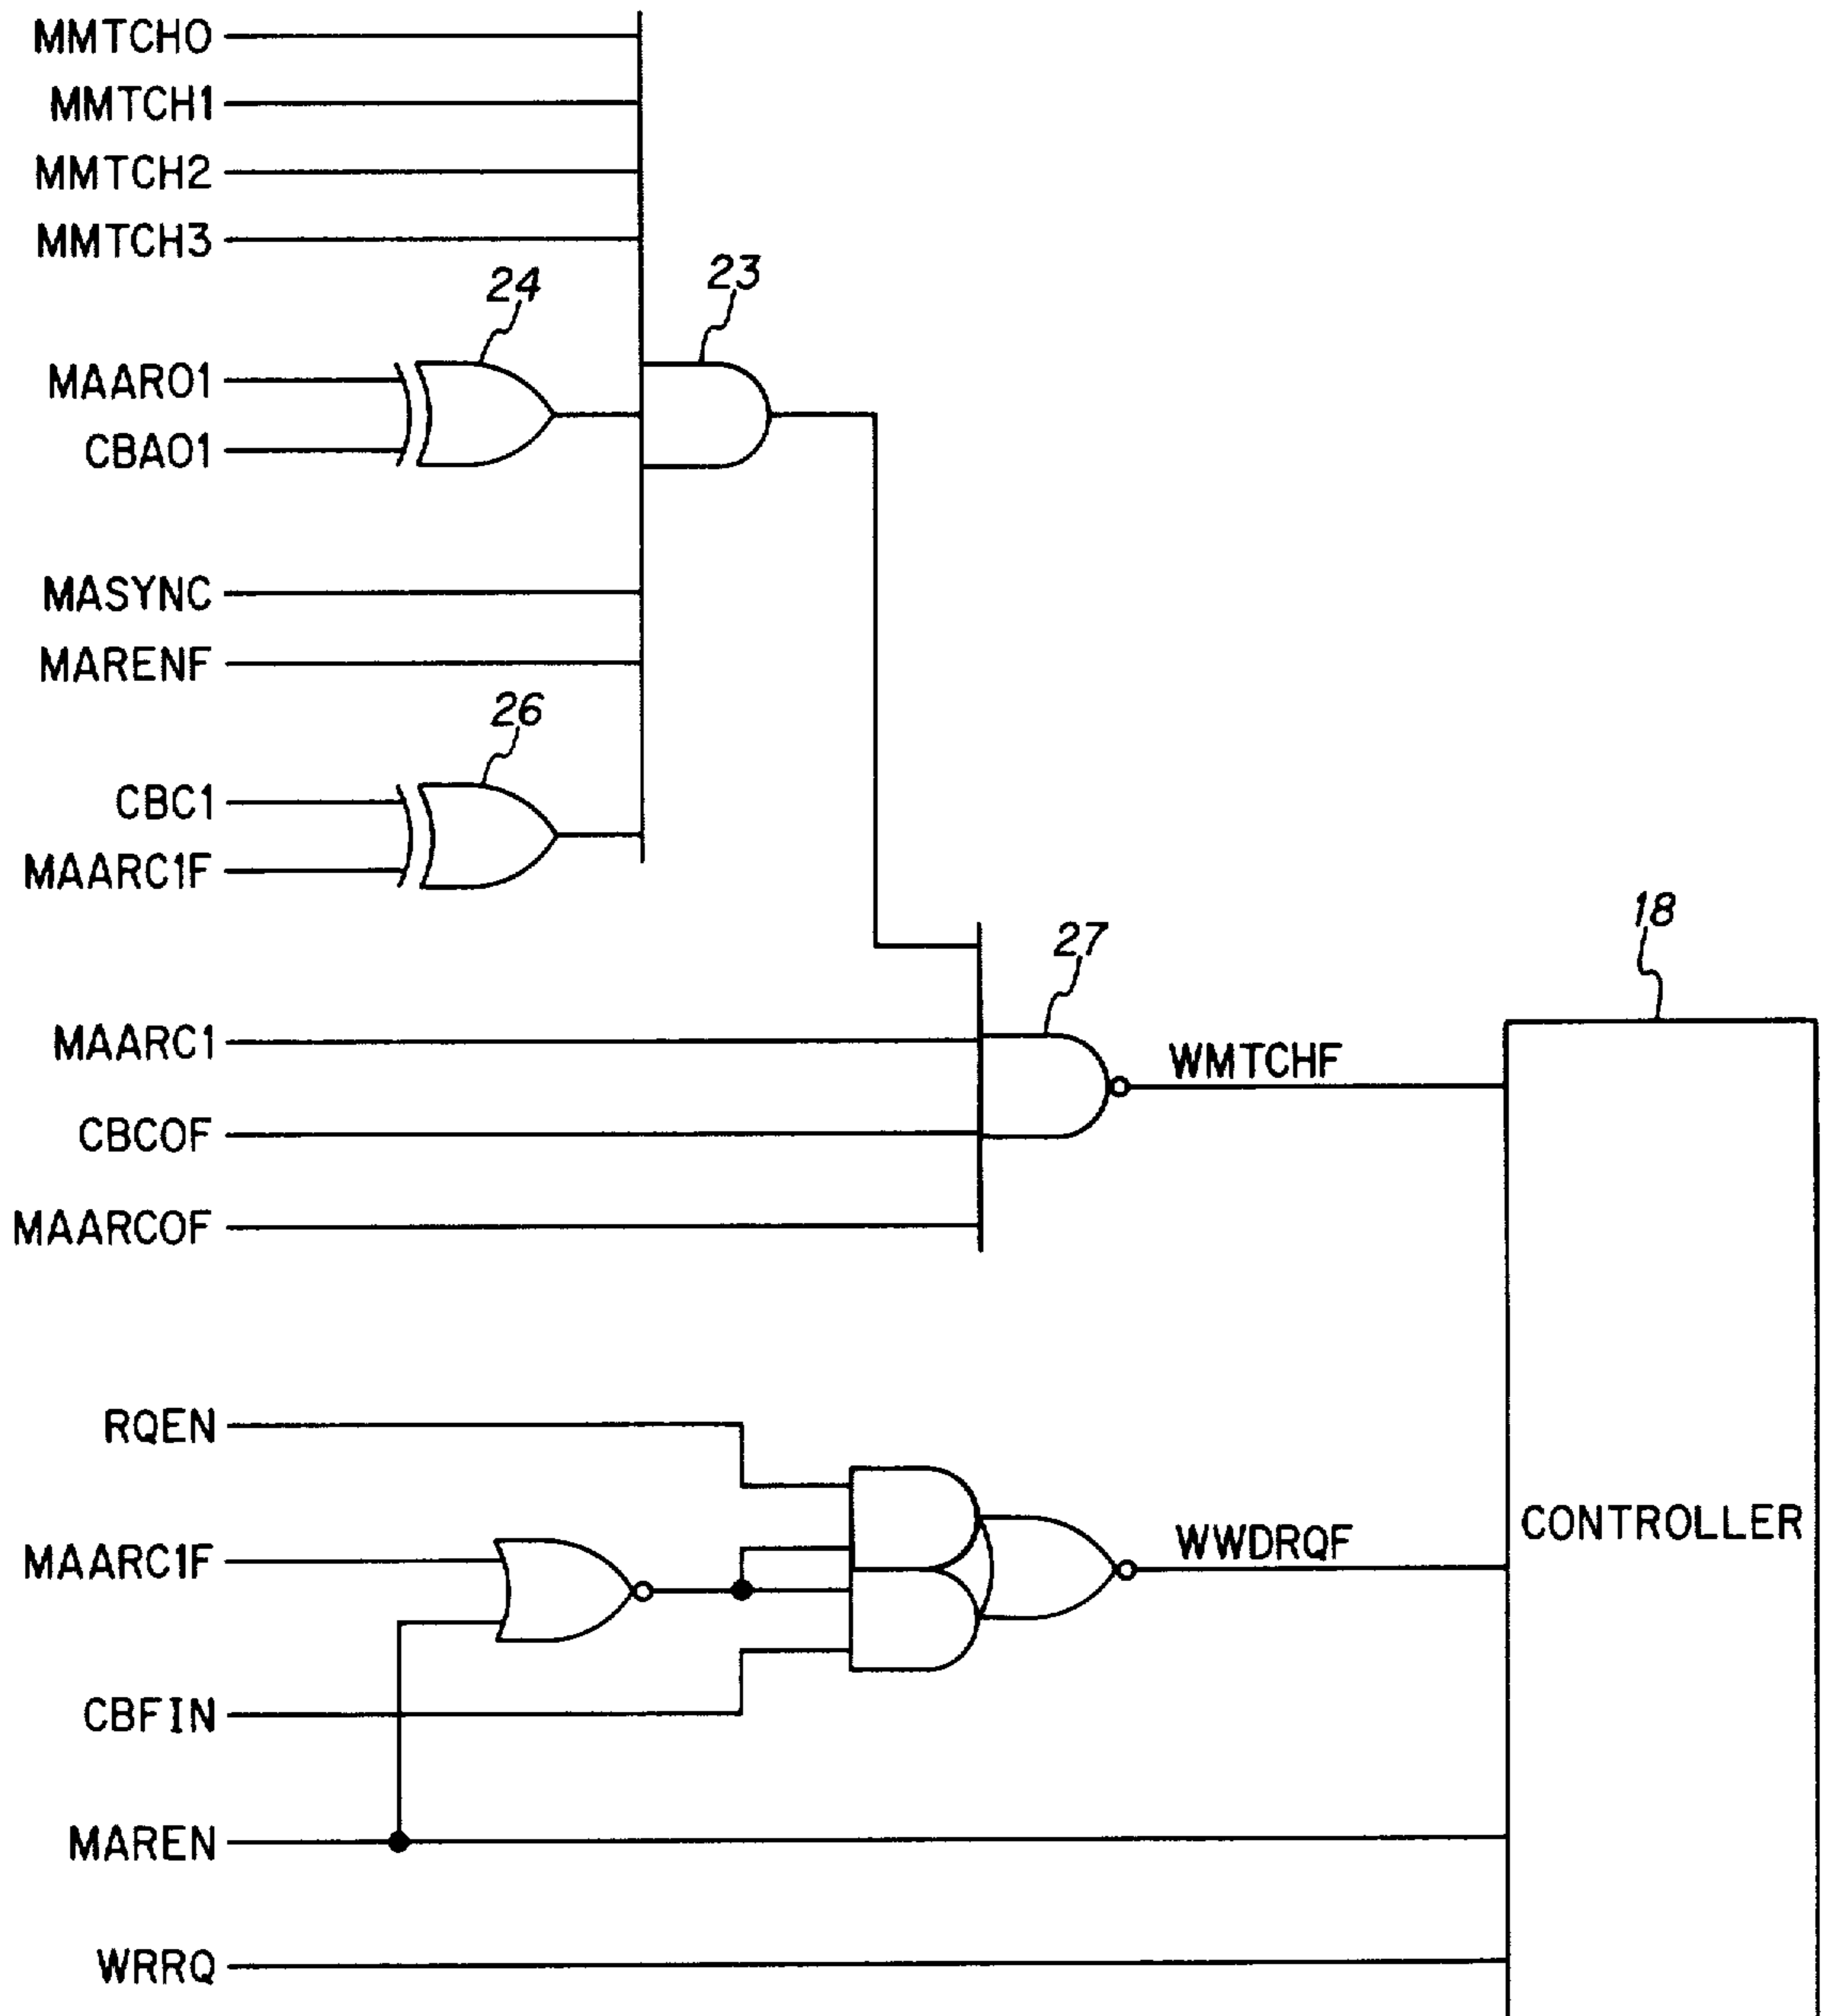 MMTCH0
MMTCH1
MMTCH2
MMTCH3
24
23
MAAR01
CBA01
MASYNC
MARENF
26
CBC1
MAARC1F
18
27
MAARC1
WMTCHF
CBC0F
MAARC0F
RQEN
MAARC1F
WWDRQF
CONTROLLER
CBFIN
MAREN
WRRQ